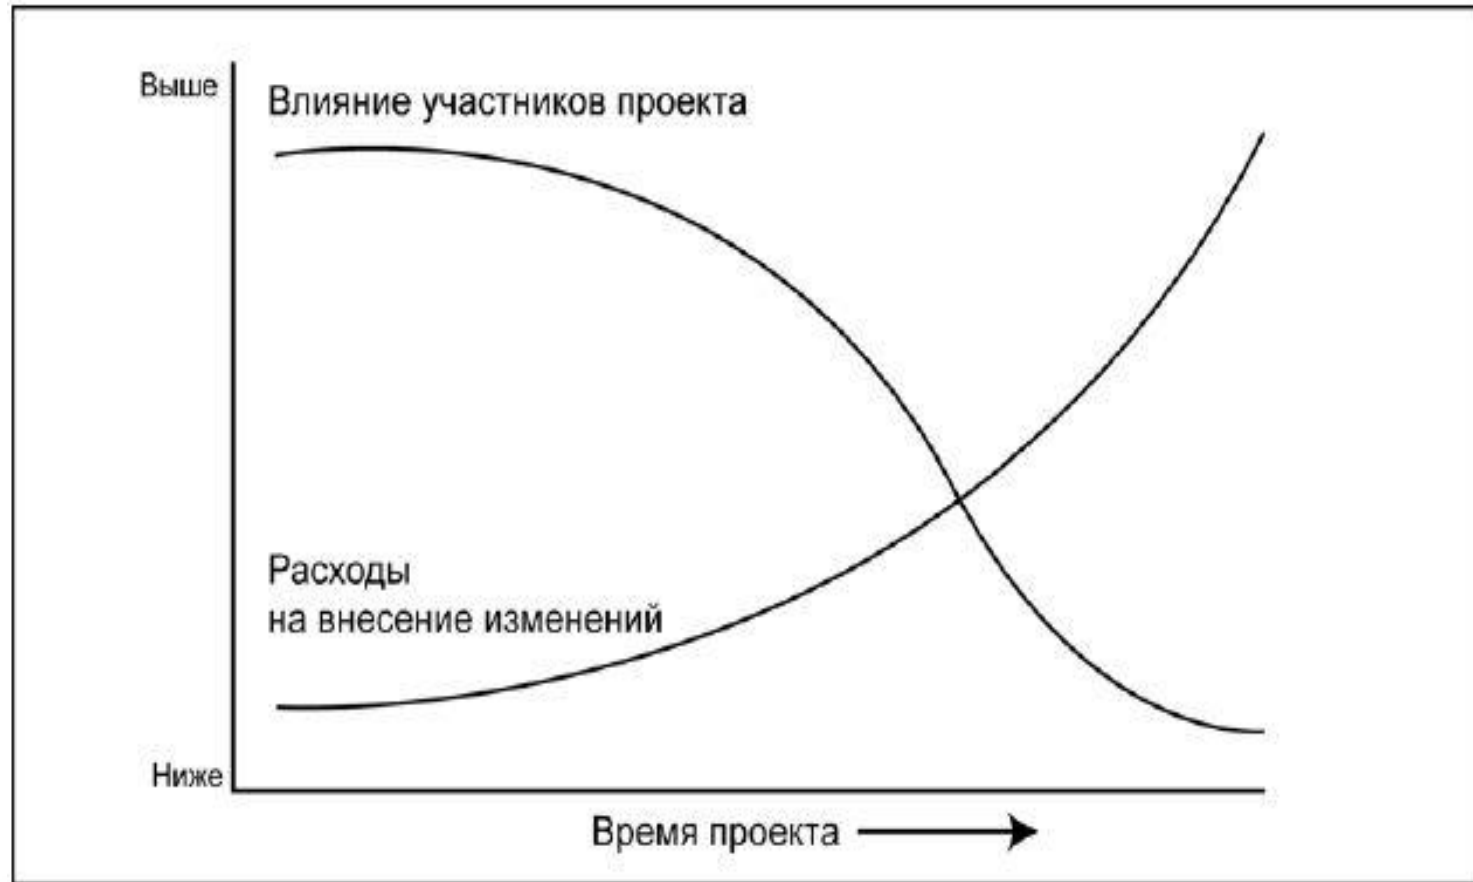 Выше
Влияние участников проекта
Расходы
на внесение изменений
Ниже
Время проекта